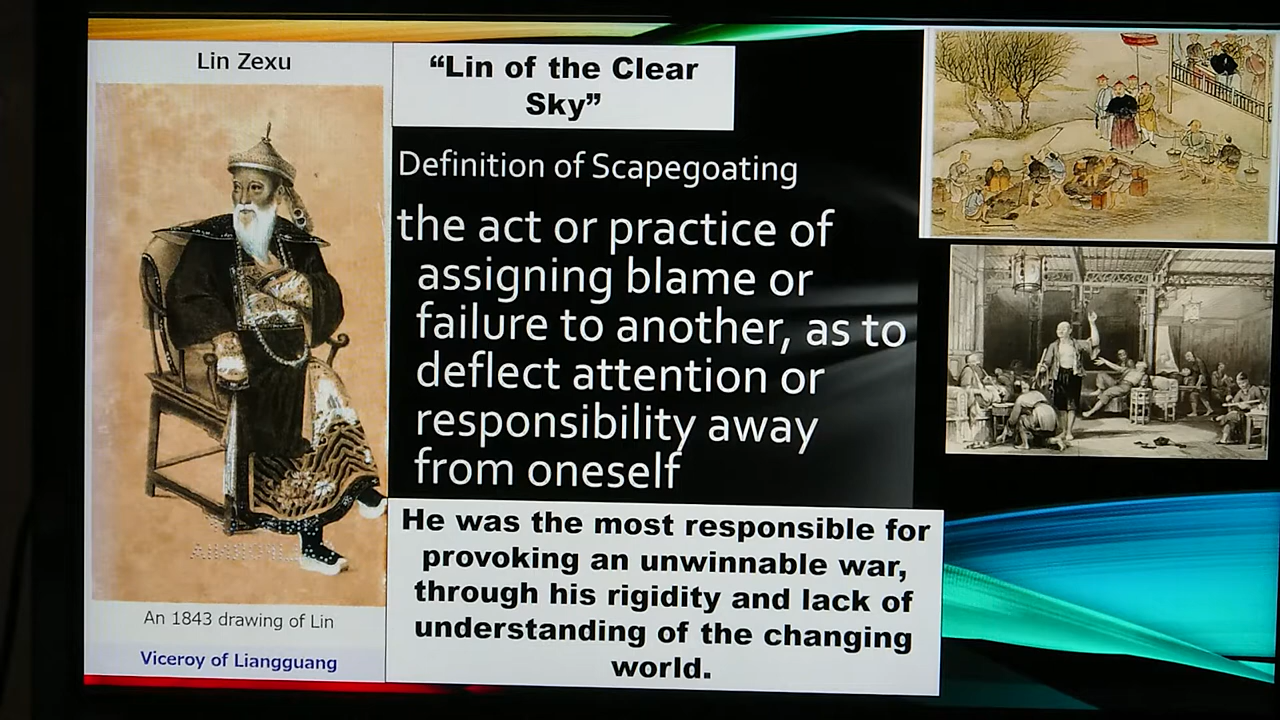 Lin Zexu
An 1843 drawing of Lin
Viceroy of Liangguang
“Lin of the Clear
Sky”
Definition of Scapegoating
the act or practice of
assigning blame or
failure to another, as to
deflect attention or
responsibility away
from oneself
He was the most responsible for
provoking an unwinnable war,
through his rigidity and lack of
understanding of the changing
world.